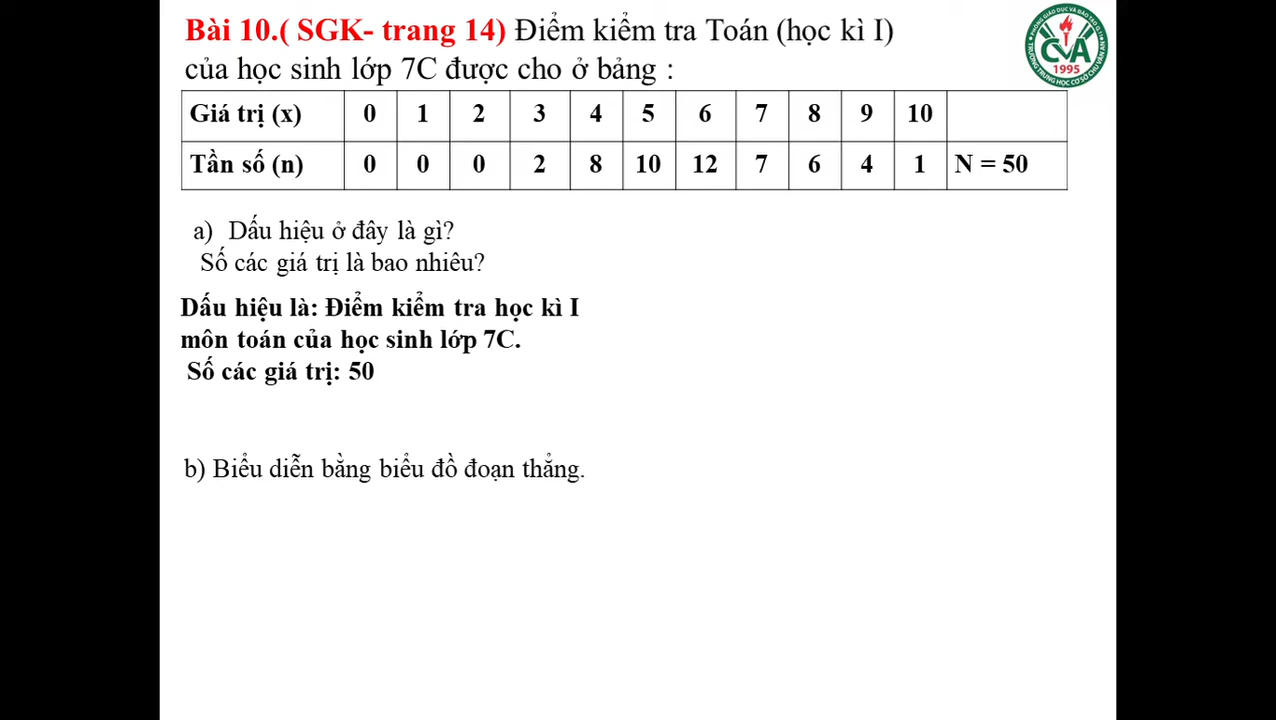 Bài 10.( SGK- trang 14) Điểm kiểm tra Toán (học kì I)
của học sinh lớp 7C được cho ở bảng :
Giá trị (x) 0 1 2 3 4 5 6 7 8 9 10
Tần số (n) 0 0 0 2 8 10 12 7 6 4 1 N = 50
a) Dấu hiệu ở đây là gì?
Số các giá trị là bao nhiêu?
Dấu hiệu là: Điểm kiểm tra học kì I
môn toán của học sinh lớp 7C.
Số các giá trị: 50
b) Biểu diễn bằng biểu đồ đoạn thẳng.
CVA
1995